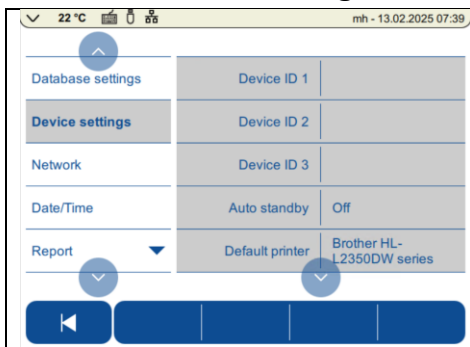 22 °C mh - 13.02.2025 07:39
Database settings Device ID 1
Device settings Device ID 2
Network Device ID 3
Date/Time Auto standby Off
Report Default printer Brother HL-
L2350DW series